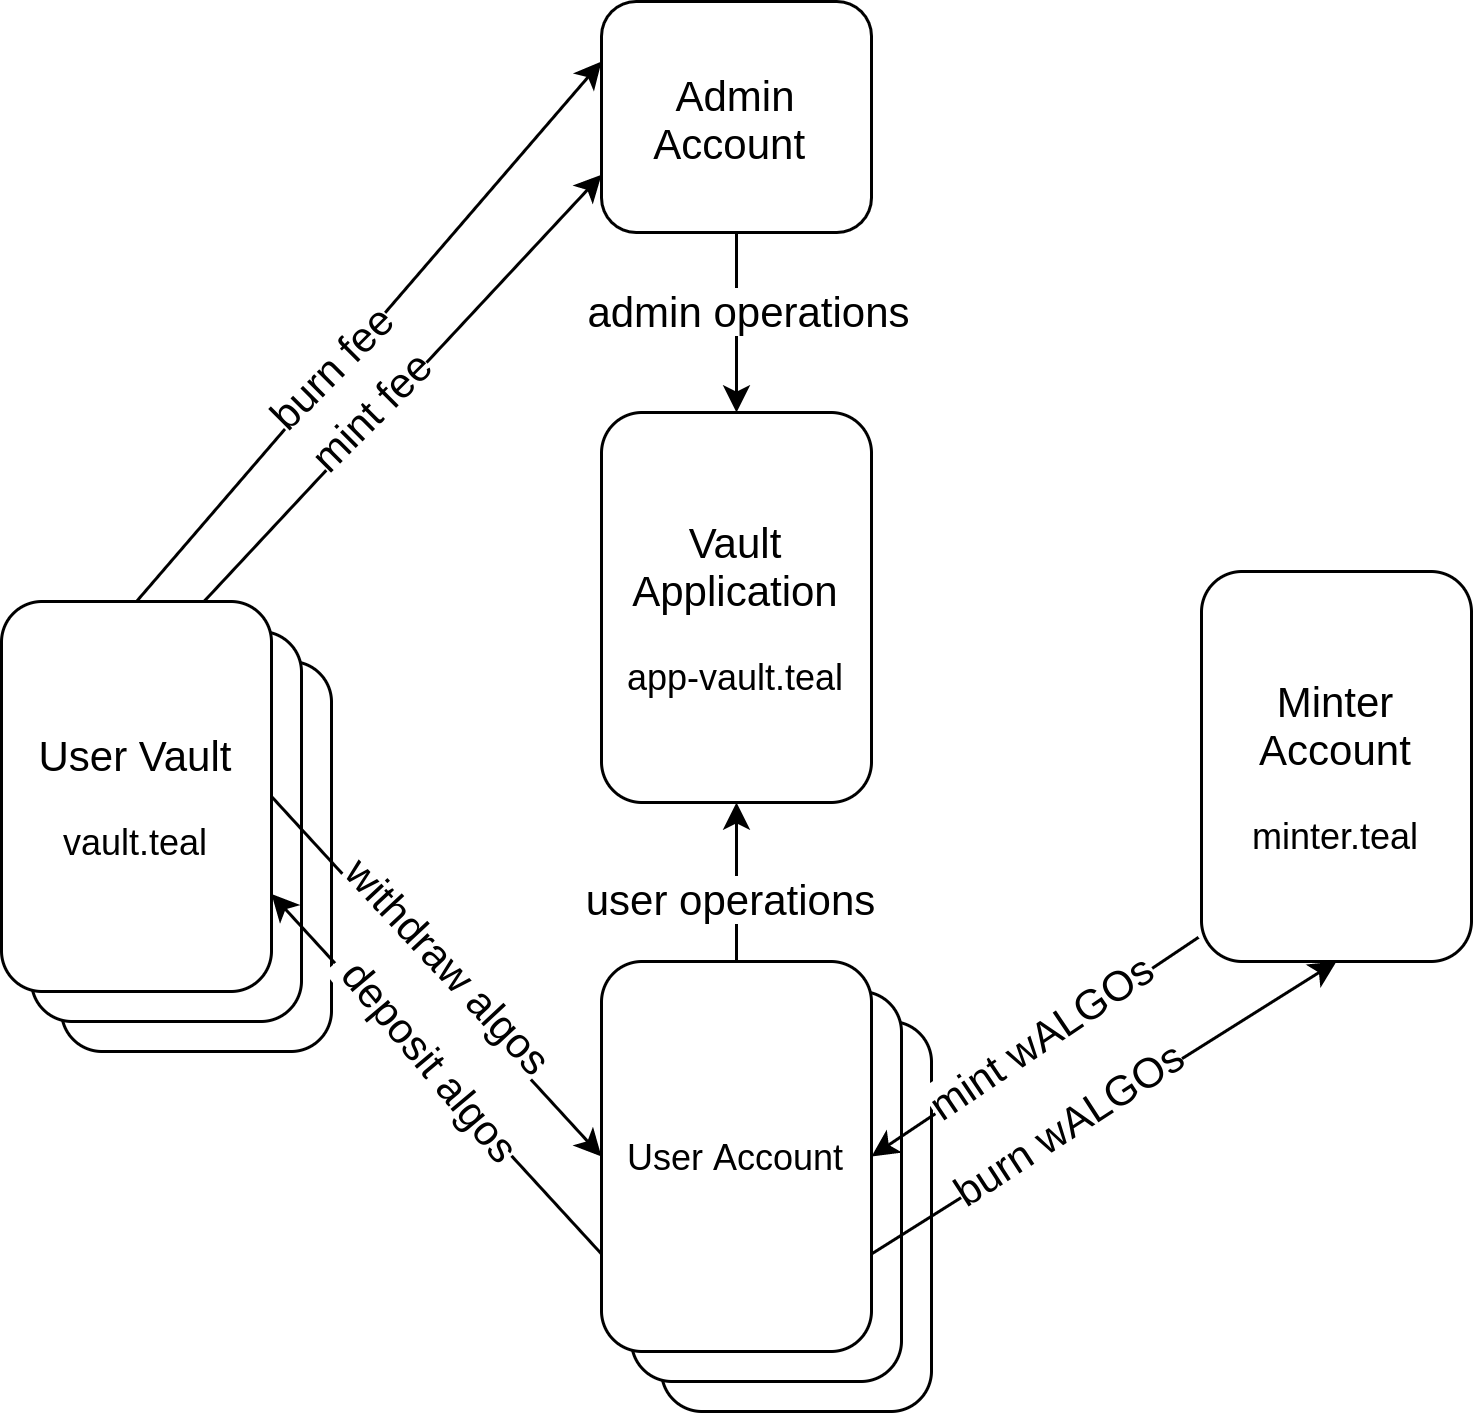 Admin
Account
burn fee
mint fee
admin operations
Vault
Application
app-vault.teal
User Vault
vault.teal
Minter
Account
minter.teal
withdraw algos
deposit algos
user operations
mint wALGOs
burn wALGOs
User Account